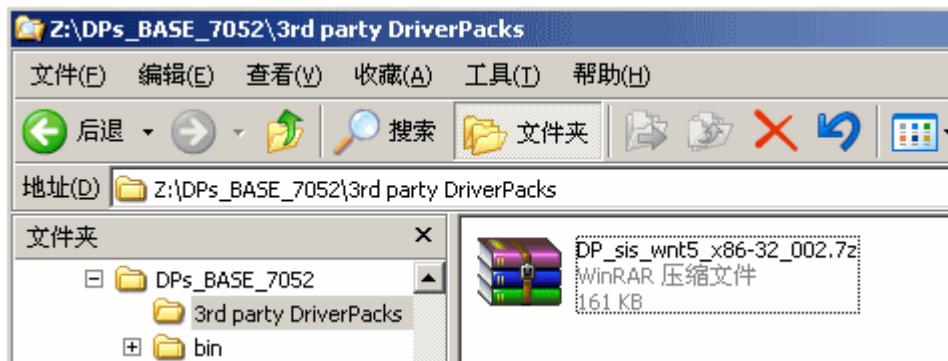 Z:\DPs_BASE_7052\3rd party DriverPacks
文件(F) 编辑(E) 查看(V) 收藏(A) 工具(T) 帮助(H)
后退 搜索 文件夹
地址(D) Z:\DPs_BASE_7052\3rd party DriverPacks
文件夹
DPs_BASE_7052
3rd party DriverPacks
bin
DP_sis_wnt5_x86-32_002.7z
WinRAR 压缩文件
161 KB